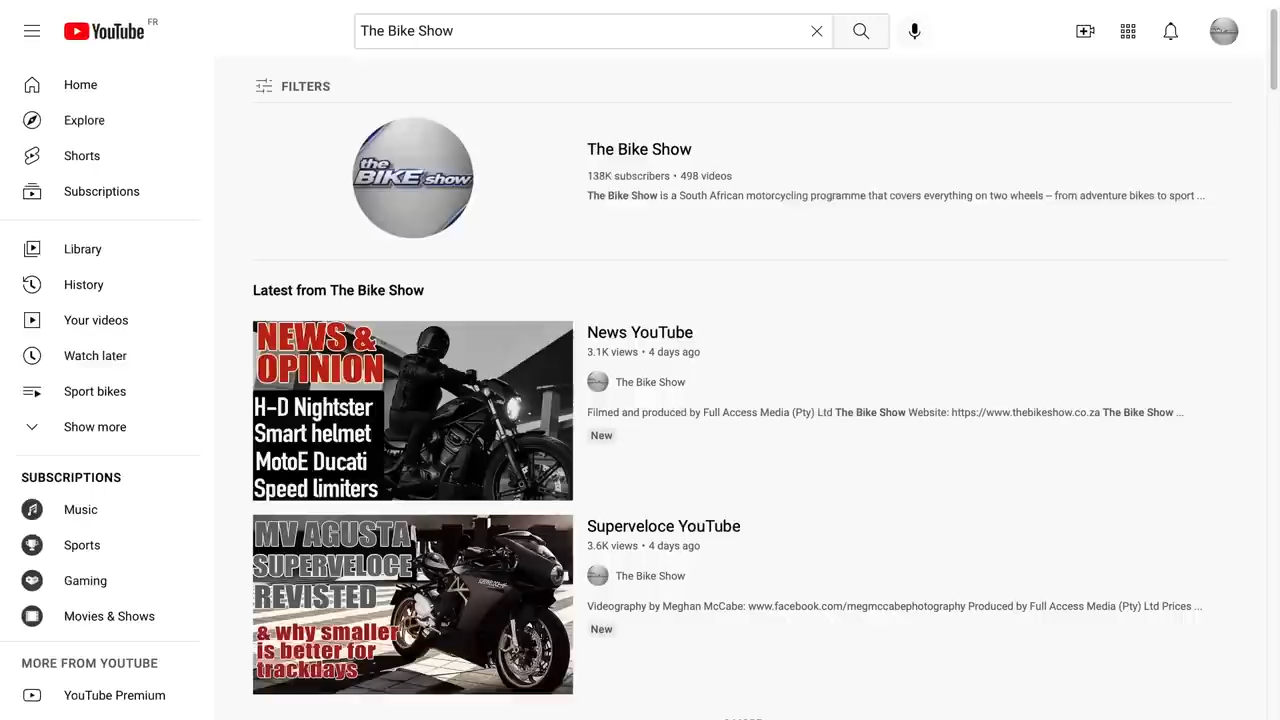 YouTube FR
The Bike Show
Home
Explore
Shorts
Subscriptions
Library
History
Your videos
Watch later
Sport bikes
Show more
SUBSCRIPTIONS
Music
Sports
Gaming
Movies & Shows
MORE FROM YOUTUBE
YouTube Premium
FILTERS
the
BIKE show
The Bike Show
138K subscribers • 498 videos
The Bike Show is a South African motorcycling programme that covers everything on two wheels – from adventure bikes to sport ...
Latest from The Bike Show
NEWS &
OPINION
H-D Nightster
Smart helmet
MotoE Ducati
Speed limiters
News YouTube
3.1K views • 4 days ago
The Bike Show
Filmed and produced by Full Access Media (Pty) Ltd The Bike Show Website: https://www.thebikeshow.co.za The Bike Show ...
New
MV AGUSTA
SUPERVELOCE
REVISTED
& why smaller
is better for
trackdays
Superveloce YouTube
3.6K views • 4 days ago
The Bike Show
Videography by Meghan McCabe: www.facebook.com/megmccabephotography Produced by Full Access Media (Pty) Ltd Prices ...
New